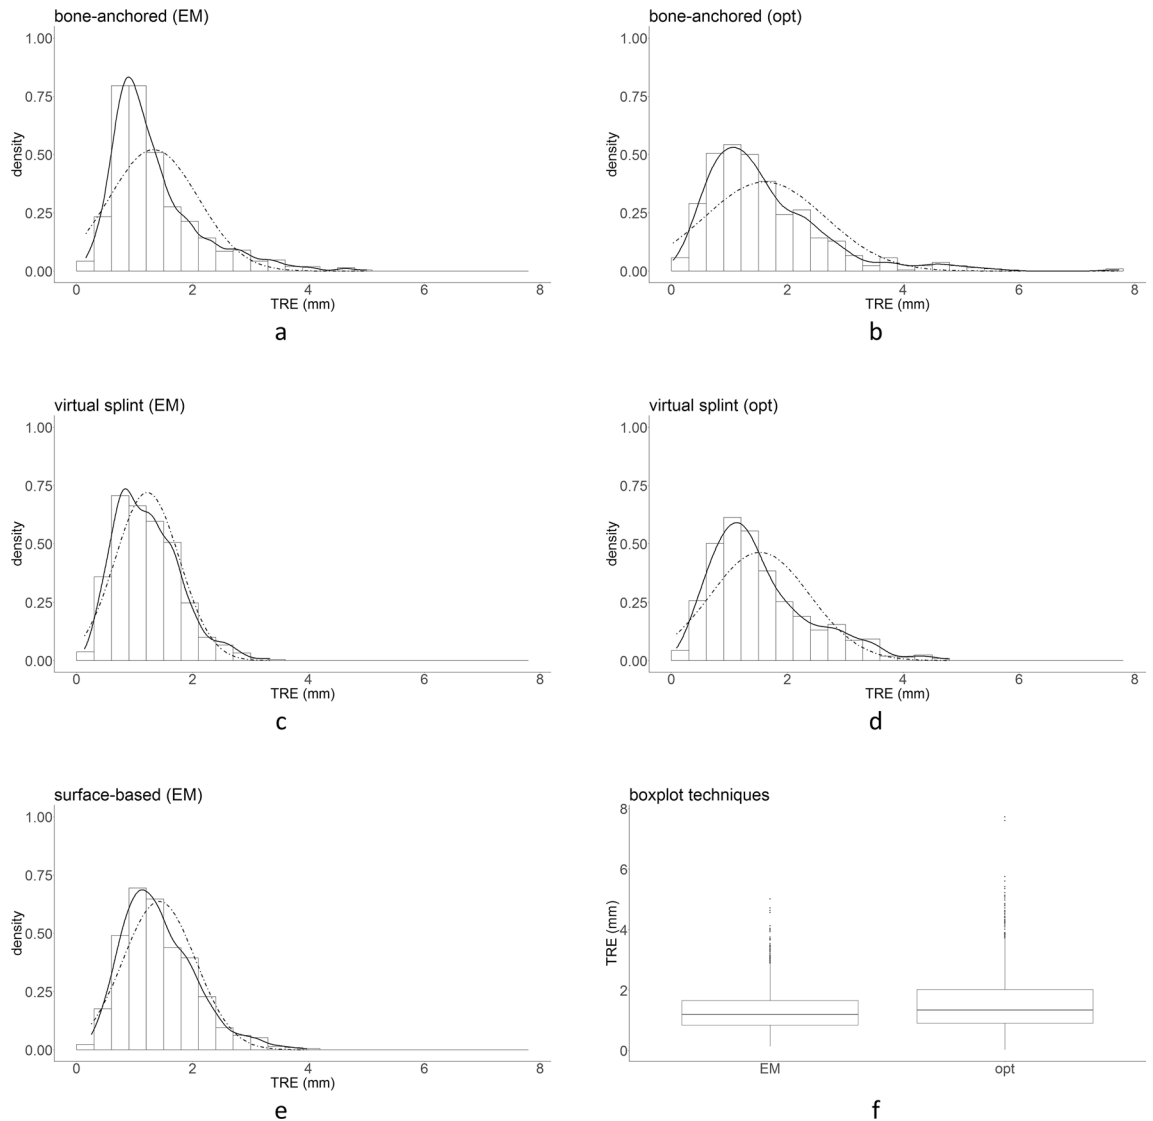 bone-anchored (EM)
1.00
0.75
0.50
0.25
0.00
density
0 2 4 6 8
TRE (mm)
a
bone-anchored (opt)
1.00
0.75
0.50
0.25
0.00
density
0 2 4 6 8
TRE (mm)
b
virtual splint (EM)
1.00
0.75
0.50
0.25
0.00
density
0 2 4 6 8
TRE (mm)
c
virtual splint (opt)
1.00
0.75
0.50
0.25
0.00
density
0 2 4 6 8
TRE (mm)
d
surface-based (EM)
1.00
0.75
0.50
0.25
0.00
density
0 2 4 6 8
TRE (mm)
e
boxplot techniques
8
6
4
2
0
TRE (mm)
EM opt
f